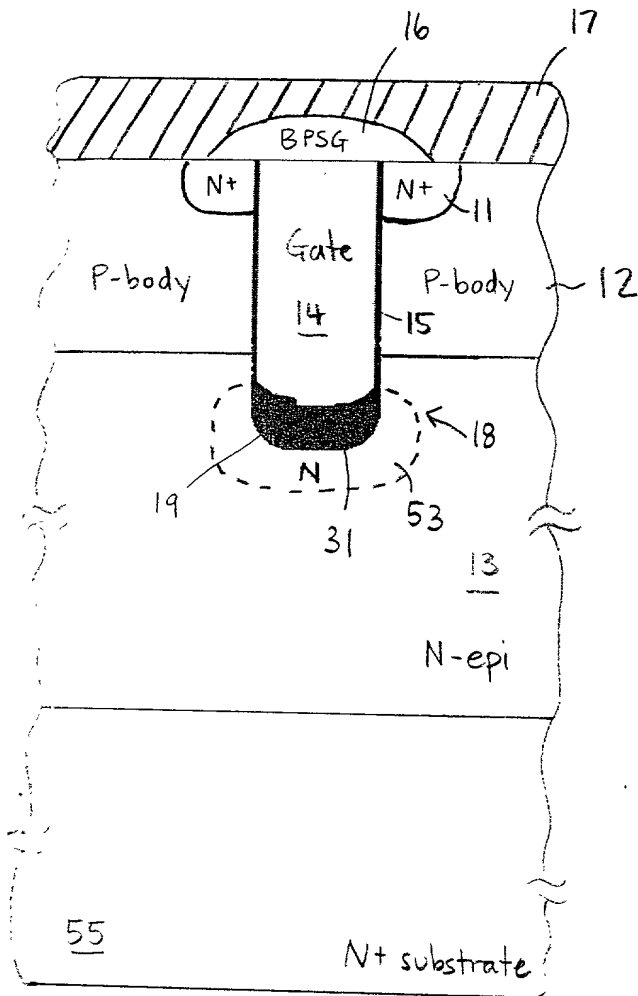 16
17
BPSG
N+
N+
11
Gate
P-body
P-body
12
14
15
18
N
19
53
31
13
N-epi
55
N+ substrate